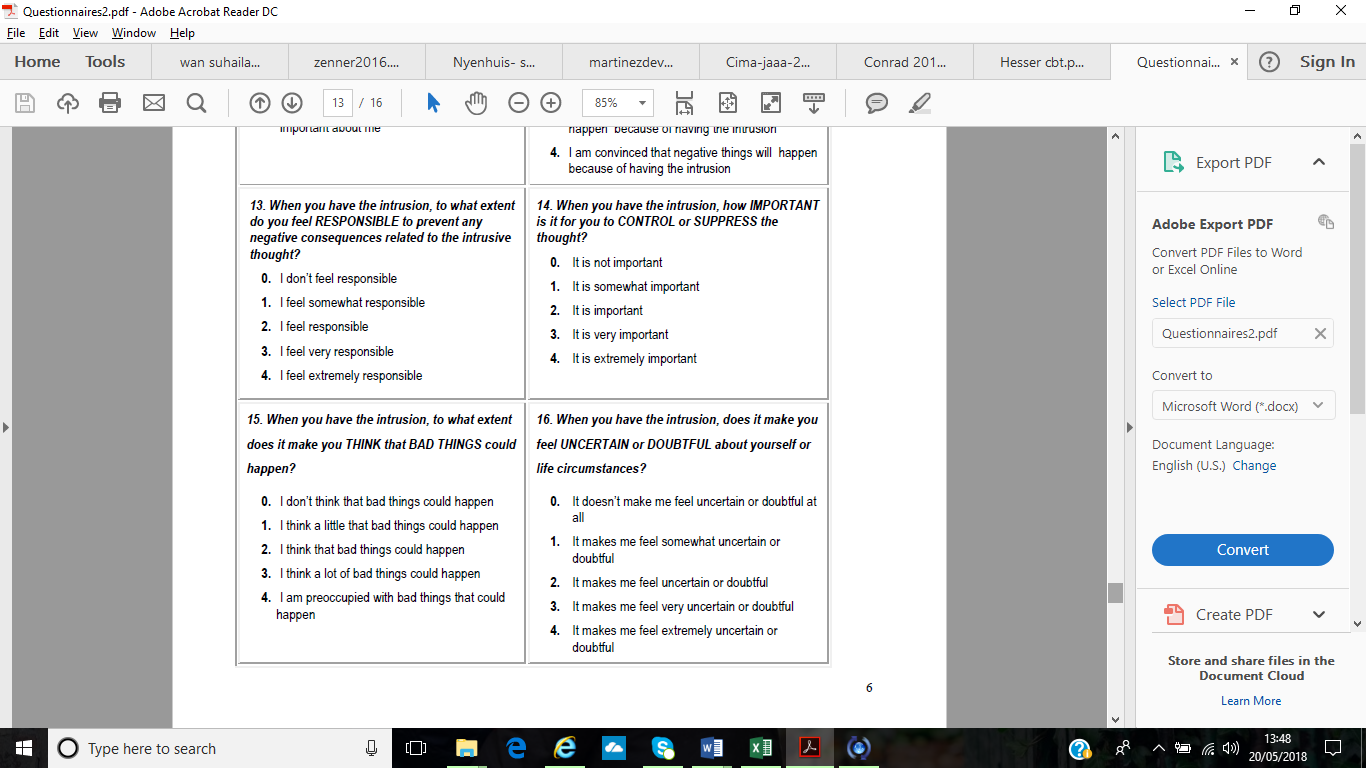 Questionnaires2.pdf - Adobe Acrobat Reader DC
File Edit View Window Help
Home Tools wan suhaila... zenner2016.... Nyenhuis- s... martinezdev... Cima-jaaa-2... Conrad 201... Hesser cbt.p... Questionnai... × ? Sign In
13 / 16 85%
important about me
happen because of having the intrusion
4. I am convinced that negative things will happen
because of having the intrusion
13. When you have the intrusion, to what extent
do you feel RESPONSIBLE to prevent any
negative consequences related to the intrusive
thought?
0. I don't feel responsible
1. I feel somewhat responsible
2. I feel responsible
3. I feel very responsible
4. I feel extremely responsible
14. When you have the intrusion, how IMPORTANT
is it for you to CONTROL or SUPPRESS the
thought?
0. It is not important
1. It is somewhat important
2. It is important
3. It is very important
4. It is extremely important
15. When you have the intrusion, to what extent
does it make you THINK that BAD THINGS could
happen?
0. I don't think that bad things could happen
1. I think a little that bad things could happen
2. I think that bad things could happen
3. I think a lot of bad things could happen
4. I am preoccupied with bad things that could
happen
16. When you have the intrusion, does it make you
feel UNCERTAIN or DOUBTFUL about yourself or
life circumstances?
0. It doesn't make me feel uncertain or doubtful at
all
1. It makes me feel somewhat uncertain or
doubtful
2. It makes me feel uncertain or doubtful
3. It makes me feel very uncertain or doubtful
4. It makes me feel extremely uncertain or
doubtful
6
Export PDF
Adobe Export PDF
Convert PDF Files to Word
or Excel Online
Select PDF File
Questionnaires2.pdf
Convert to
Microsoft Word (*.docx)
Document Language:
English (U.S.) Change
Convert
Create PDF
Store and share files in the
Document Cloud
Learn More
Type here to search
13:48
20/05/2018